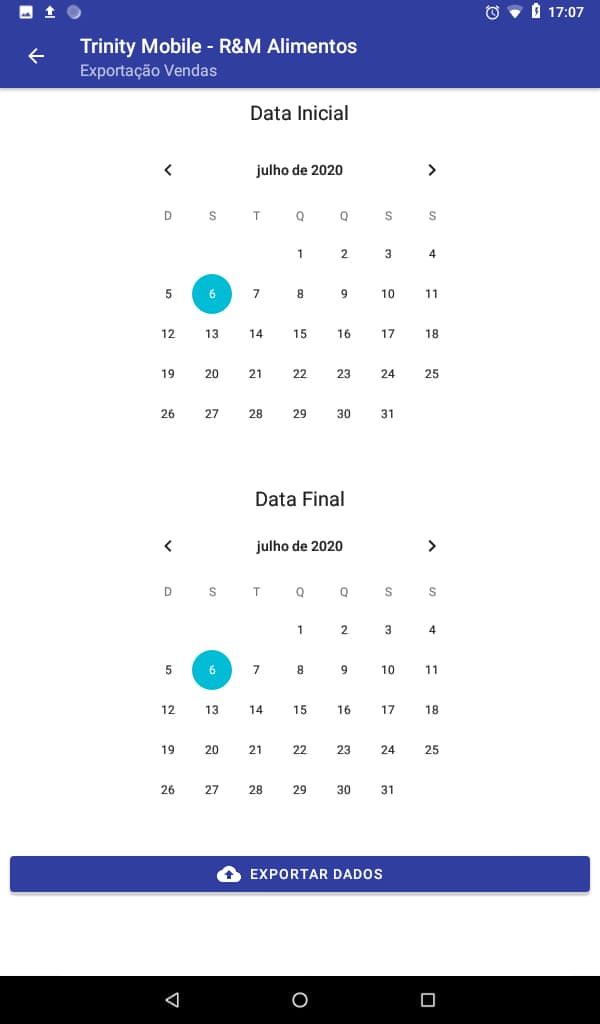 17:07
Trinity Mobile - R&M Alimentos
Exportação Vendas
Data Inicial
julho de 2020
D S T Q Q S S
1 2 3 4
5 6 7 8 9 10 11
12 13 14 15 16 17 18
19 20 21 22 23 24 25
26 27 28 29 30 31
Data Final
julho de 2020
D S T Q Q S S
1 2 3 4
5 6 7 8 9 10 11
12 13 14 15 16 17 18
19 20 21 22 23 24 25
26 27 28 29 30 31
EXPORTAR DADOS